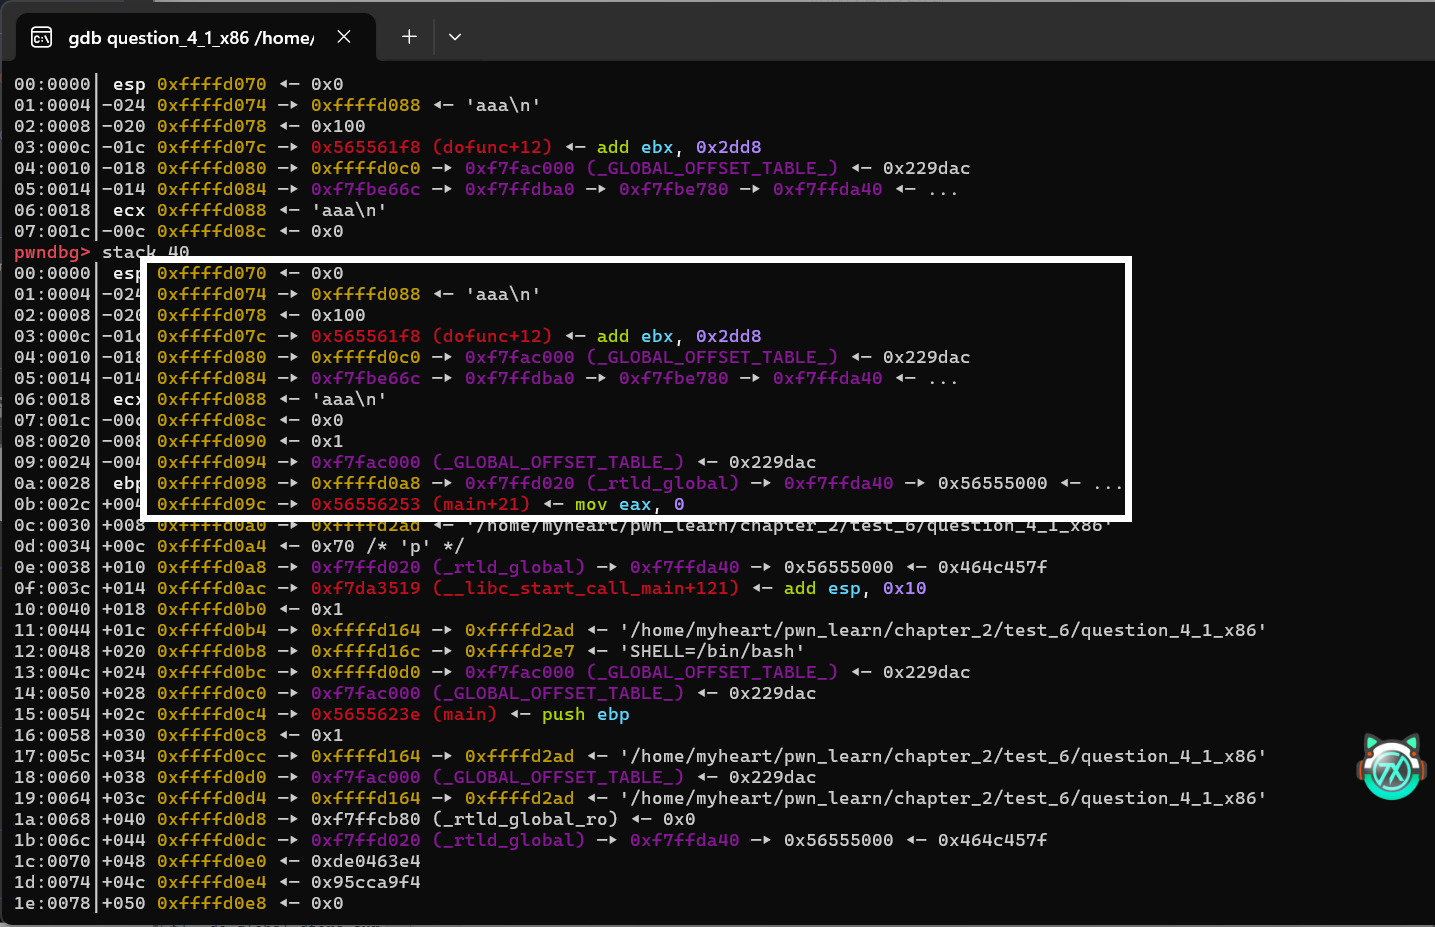 gdb question_4_1_x86 /home/
00:0000│ esp 0xffffd070 ◂— 0x0
01:0004│-024 0xffffd074 —▸ 0xffffd088 ◂— 'aaa\n'
02:0008│-020 0xffffd078 ◂— 0x100
03:000c│-01c 0xffffd07c —▸ 0x565561f8 (dofunc+12) ◂— add ebx, 0x2dd8
04:0010│-018 0xffffd080 —▸ 0xffffd0c0 —▸ 0xf7fac000 (_GLOBAL_OFFSET_TABLE_) ◂— 0x229dac
05:0014│-014 0xffffd084 —▸ 0xf7fbe66c —▸ 0xf7ffdba0 —▸ 0xf7fbe780 —▸ 0xf7ffda40 ◂— ...
06:0018│ ecx 0xffffd088 ◂— 'aaa\n'
07:001c│-00c 0xffffd08c ◂— 0x0
pwndbg> stack 40
00:0000│ esp 0xffffd070 ◂— 0x0
01:0004│-024 0xffffd074 —▸ 0xffffd088 ◂— 'aaa\n'
02:0008│-020 0xffffd078 ◂— 0x100
03:000c│-01c 0xffffd07c —▸ 0x565561f8 (dofunc+12) ◂— add ebx, 0x2dd8
04:0010│-018 0xffffd080 —▸ 0xffffd0c0 —▸ 0xf7fac000 (_GLOBAL_OFFSET_TABLE_) ◂— 0x229dac
05:0014│-014 0xffffd084 —▸ 0xf7fbe66c —▸ 0xf7ffdba0 —▸ 0xf7fbe780 —▸ 0xf7ffda40 ◂— ...
06:0018│ ecx 0xffffd088 ◂— 'aaa\n'
07:001c│-00c 0xffffd08c ◂— 0x0
08:0020│-008 0xffffd090 ◂— 0x1
09:0024│-004 0xffffd094 —▸ 0xf7fac000 (_GLOBAL_OFFSET_TABLE_) ◂— 0x229dac
0a:0028│ ebp 0xffffd098 —▸ 0xffffd0a8 —▸ 0xf7ffd020 (_rtld_global) —▸ 0xf7ffda40 —▸ 0x56555000 ◂— ...
0b:002c│+004 0xffffd09c —▸ 0x56556253 (main+21) ◂— mov eax, 0
0c:0030│+008 0xffffd0a0 —▸ 0xffffd2ad ◂— '/home/myheart/pwn_learn/chapter_2/test_6/question_4_1_x86'
0d:0034│+00c 0xffffd0a4 ◂— 0x70 /* 'p' */
0e:0038│+010 0xffffd0a8 —▸ 0xf7ffd020 (_rtld_global) —▸ 0xf7ffda40 —▸ 0x56555000 ◂— 0x464c457f
0f:003c│+014 0xffffd0ac —▸ 0xf7da3519 (__libc_start_call_main+121) ◂— add esp, 0x10
10:0040│+018 0xffffd0b0 ◂— 0x1
11:0044│+01c 0xffffd0b4 —▸ 0xffffd164 —▸ 0xffffd2ad ◂— '/home/myheart/pwn_learn/chapter_2/test_6/question_4_1_x86'
12:0048│+020 0xffffd0b8 —▸ 0xffffd16c —▸ 0xffffd2e7 ◂— 'SHELL=/bin/bash'
13:004c│+024 0xffffd0bc —▸ 0xffffd0d0 —▸ 0xf7fac000 (_GLOBAL_OFFSET_TABLE_) ◂— 0x229dac
14:0050│+028 0xffffd0c0 —▸ 0xf7fac000 (_GLOBAL_OFFSET_TABLE_) ◂— 0x229dac
15:0054│+02c 0xffffd0c4 —▸ 0x5655623e (main) ◂— push ebp
16:0058│+030 0xffffd0c8 ◂— 0x1
17:005c│+034 0xffffd0cc —▸ 0xffffd164 —▸ 0xffffd2ad ◂— '/home/myheart/pwn_learn/chapter_2/test_6/question_4_1_x86'
18:0060│+038 0xffffd0d0 —▸ 0xf7fac000 (_GLOBAL_OFFSET_TABLE_) ◂— 0x229dac
19:0064│+03c 0xffffd0d4 —▸ 0xffffd164 —▸ 0xffffd2ad ◂— '/home/myheart/pwn_learn/chapter_2/test_6/question_4_1_x86'
1a:0068│+040 0xffffd0d8 —▸ 0xf7ffcb80 (_rtld_global_ro) ◂— 0x0
1b:006c│+044 0xffffd0dc —▸ 0xf7ffd020 (_rtld_global) —▸ 0xf7ffda40 —▸ 0x56555000 ◂— 0x464c457f
1c:0070│+048 0xffffd0e0 ◂— 0xde0463e4
1d:0074│+04c 0xffffd0e4 ◂— 0x95cca9f4
1e:0078│+050 0xffffd0e8 ◂— 0x0
7X